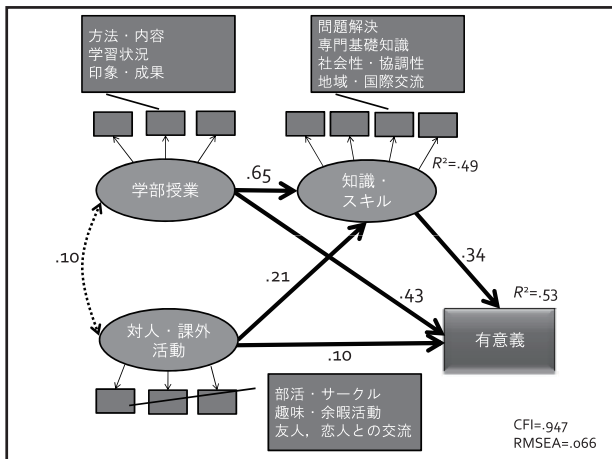 方法・内容
学習状況
印象・成果
問題解決
専門基礎知識
社会性・協調性
地域・国際交流
学部授業
.65
知識・
スキル
R²=.49
.10
.21
.43
.34
R²=.53
対人・課外
活動
.10
有意義
部活・サークル
趣味・余暇活動
友人，恋人との交流
CFI=.947
RMSEA=.066